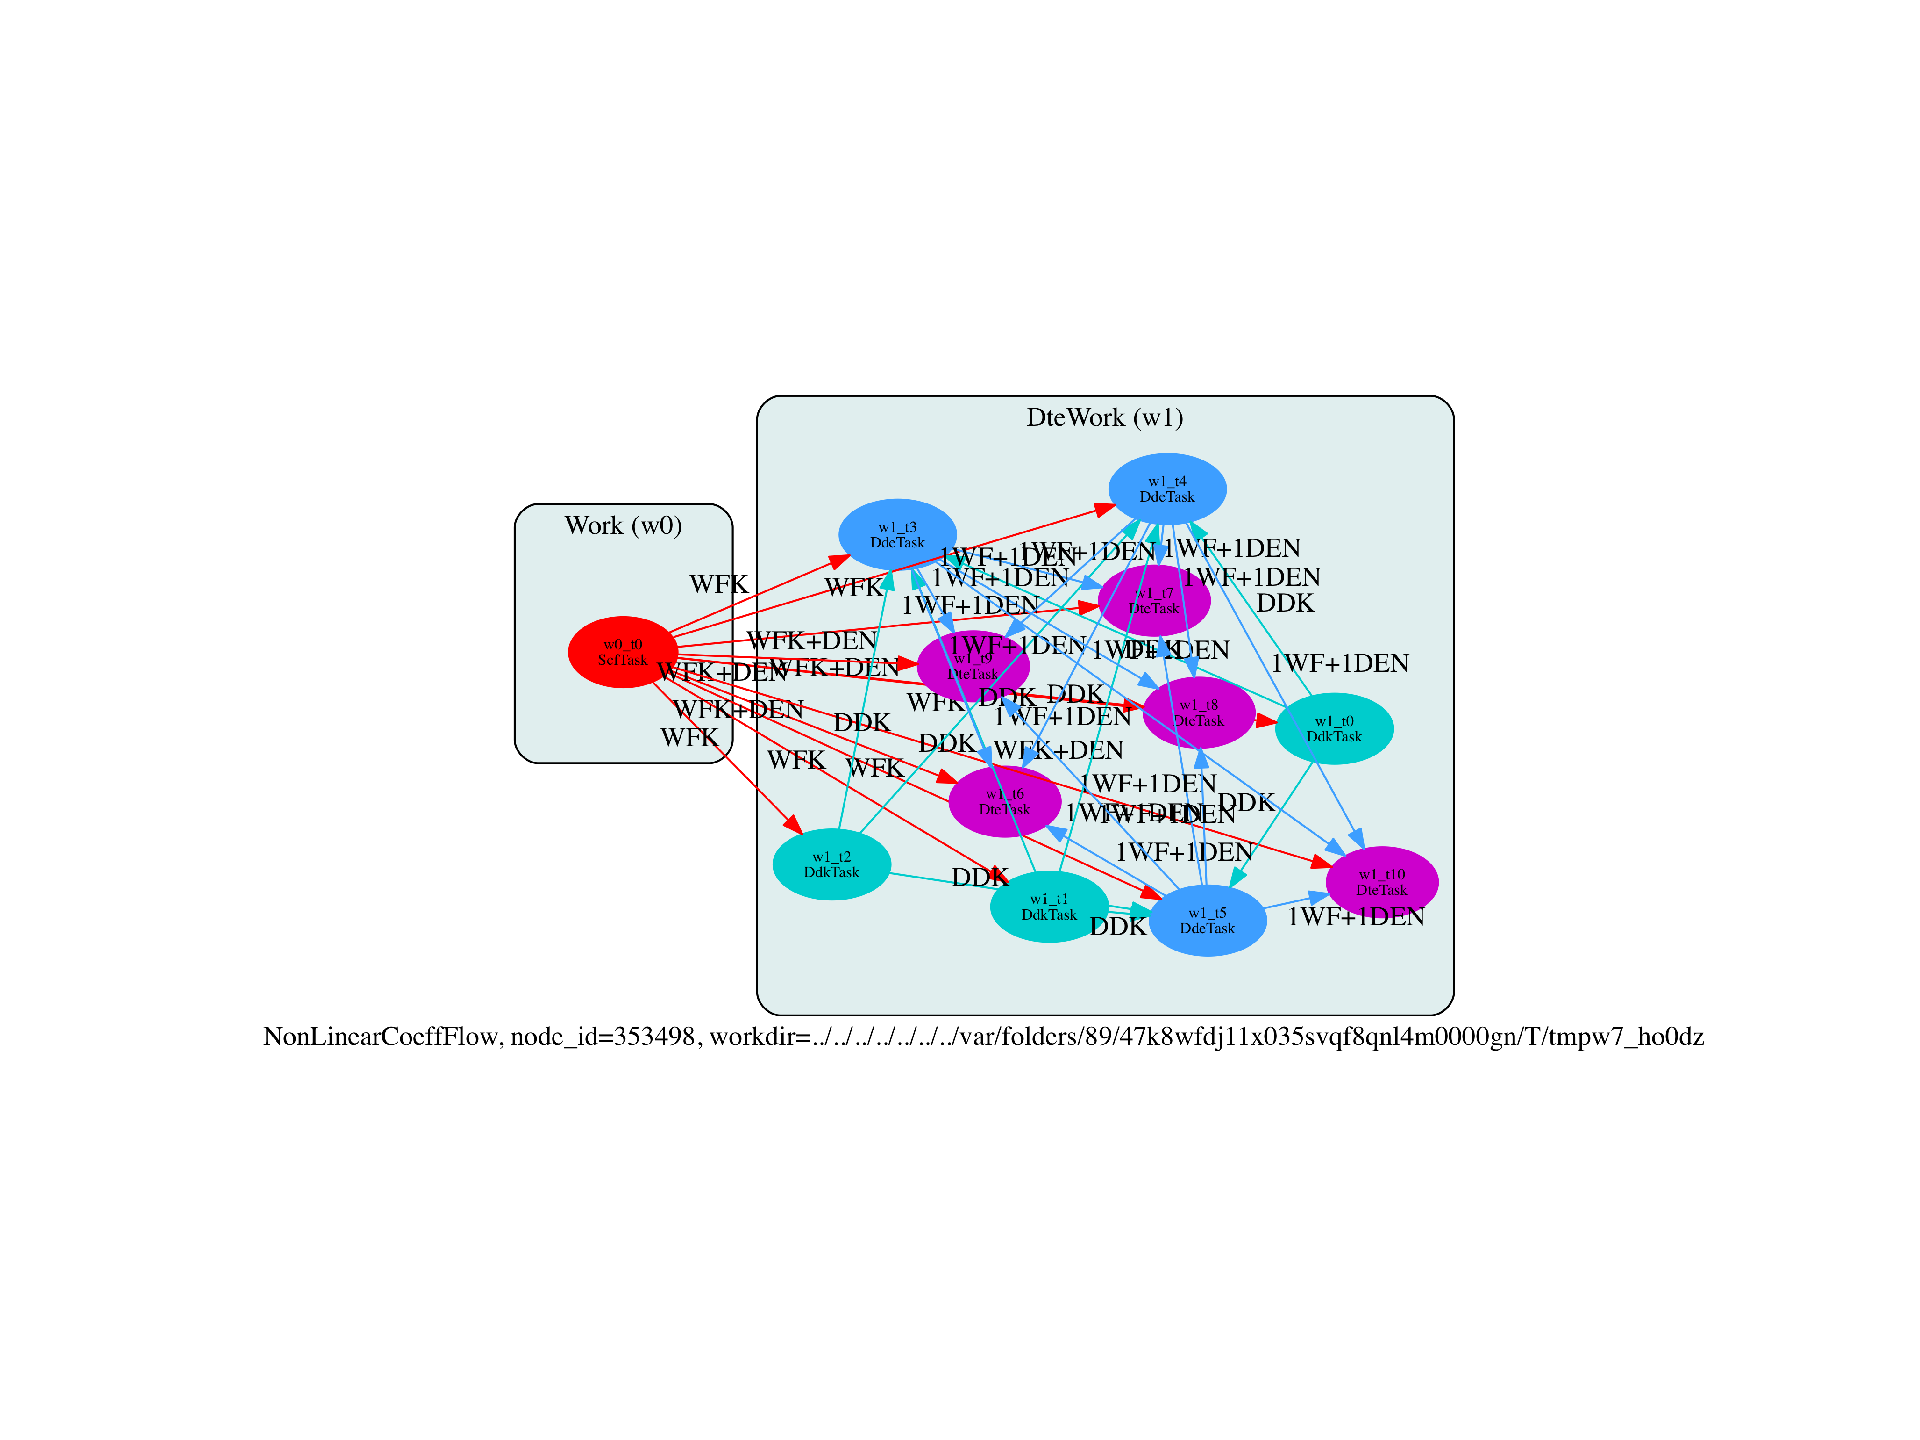 DteWork (w1)
w1_t4
DdeTask
Work (w0)
w1_t3
DdeTask
1WF+1DEN
1WF+1DEN
1WF+1DEN
1WF+1DEN
1WF+1DEN
WFK
WFK
w1_t7
DteTask
DDK
1WF+1DEN
w0_t0
ScfTask
WFK+DEN
1WF+1DEN
1WF+1DEN
DDK
w1_t9
DteTask
WFK+DEN
WFK+DEN
1WF+1DEN
WFK
DDK
DDK
WFK+DEN
1WF+1DEN
w1_t8
DteTask
w1_t0
DdkTask
DDK
WFK
DDK
WFK+DEN
WFK
WFK
1WF+1DEN
w1_t6
DteTask
DDK
1WF+1DEN
1WF+1DEN
1WF+1DEN
w1_t2
DdkTask
DDK
w1_t10
DteTask
w1_t1
DdkTask
w1_t5
DdeTask
1WF+1DEN
DDK
NonLinearCoeffFlow, node_id=353498, workdir=../../../../../../../var/folders/89/47k8wfdj11x035svqf8qnl4m0000gn/T/tmpw7_ho0dz